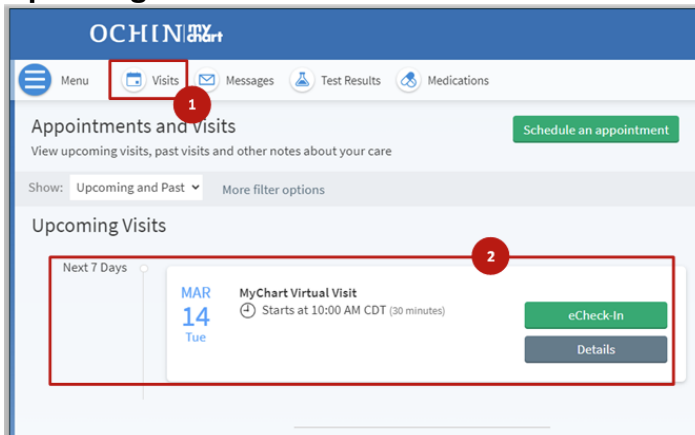 OCHIN MyChart
Menu Visits Messages Test Results Medications
1
Appointments and Visits
Schedule an appointment
View upcoming visits, past visits and other notes about your care
Show: Upcoming and Past More filter options
Upcoming Visits
2
Next 7 Days
MAR
14
Tue
MyChart Virtual Visit
Starts at 10:00 AM CDT (30 minutes)
eCheck-In
Details